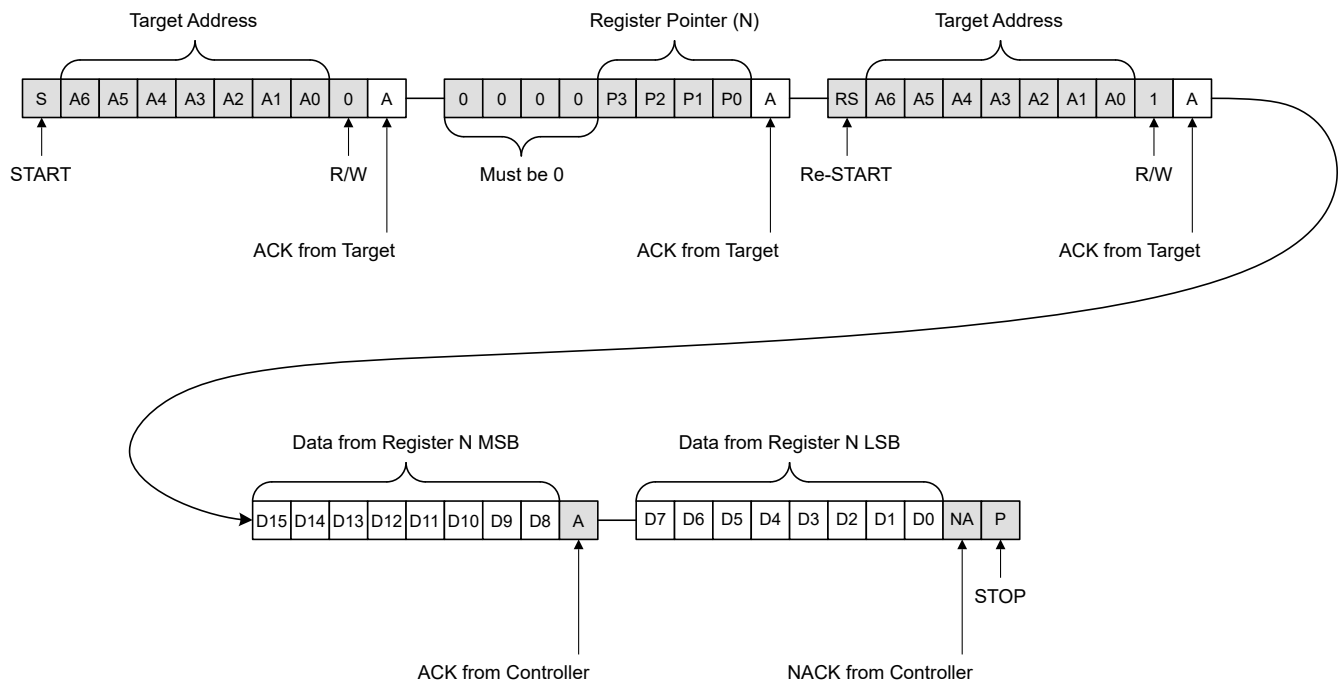 Target Address Register Pointer (N) Target Address
S A6 A5 A4 A3 A2 A1 A0 0 A 0 0 0 0 P3 P2 P1 P0 A RS A6 A5 A4 A3 A2 A1 A0 1 A
START R/W Must be 0 Re-START R/W
ACK from Target ACK from Target ACK from Target
Data from Register N MSB Data from Register N LSB
D15 D14 D13 D12 D11 D10 D9 D8 A D7 D6 D5 D4 D3 D2 D1 D0 NA P
STOP
ACK from Controller NACK from Controller